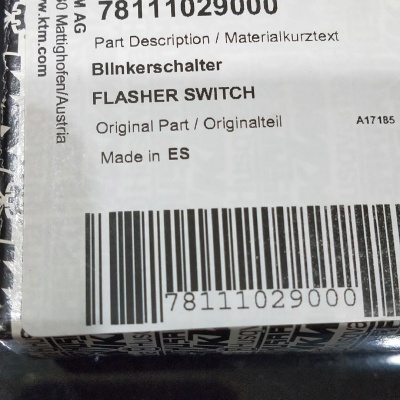 78111029000
Part Description / Materialkurztext
Blinkerschalter
FLASHER SWITCH
Original Part / Originalteil
A17185
Made in ES
78111029000
M AG
0 Mattighofen/Austria
w.ktm.com